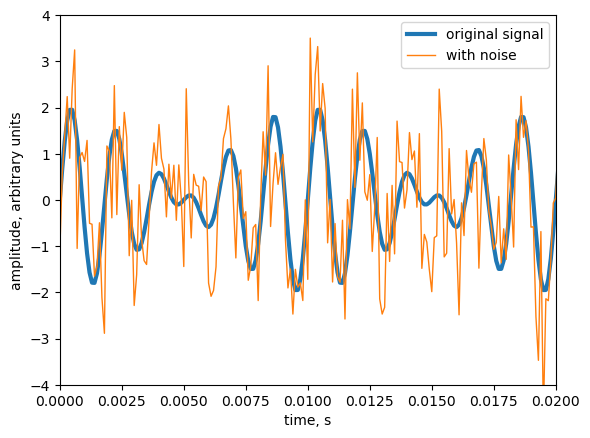 original signal
with noise
amplitude, arbitrary units
4
3
2
1
0
−1
−2
−3
−4
0.0000 0.0025 0.0050 0.0075 0.0100 0.0125 0.0150 0.0175 0.0200
time, s